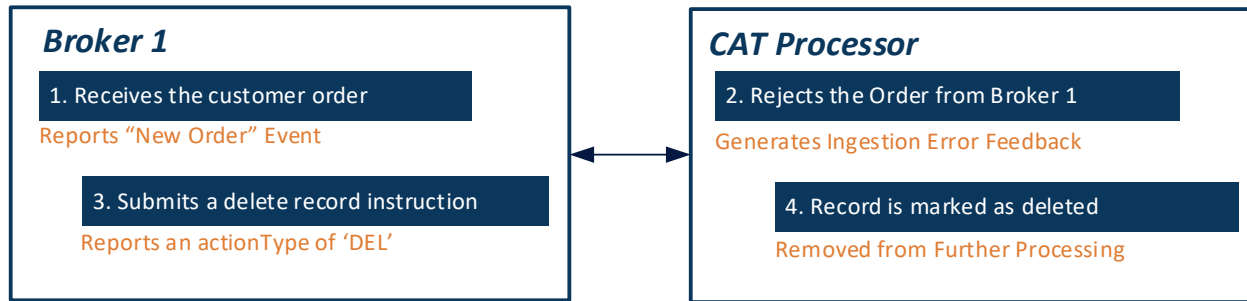 Broker 1
1. Receives the customer order
Reports “New Order” Event
3. Submits a delete record instruction
Reports an actionType of ‘DEL’
CAT Processor
2. Rejects the Order from Broker 1
Generates Ingestion Error Feedback
4. Record is marked as deleted
Removed from Further Processing